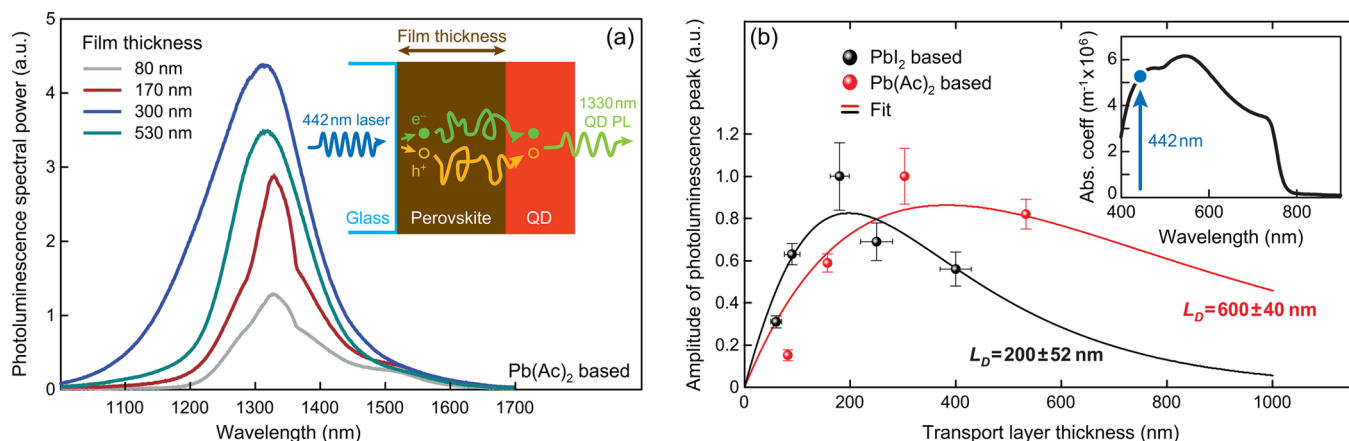 (a)
Film thickness
80 nm
170 nm
300 nm
530 nm
Film thickness
442 nm laser
e⁻
h⁺
1330 nm
QD PL
Glass
Perovskite
QD
Pb(Ac)₂ based
Photoluminescence spectral power (a.u.)
5
4
3
2
1
0
1100
1200
1300
1400
1500
1600
1700
Wavelength (nm)
(b)
PbI₂ based
Pb(Ac)₂ based
Fit
L_D = 600 ± 40 nm
L_D = 200 ± 52 nm
Amplitude of photoluminescence peak (a.u.)
1.2
1.0
0.8
0.6
0.4
0.2
0
0
200
400
600
800
1000
Transport layer thickness (nm)
Abs. coeff (m⁻¹x 10⁶)
8
6
4
2
0
442 nm
400
600
800
Wavelength (nm)